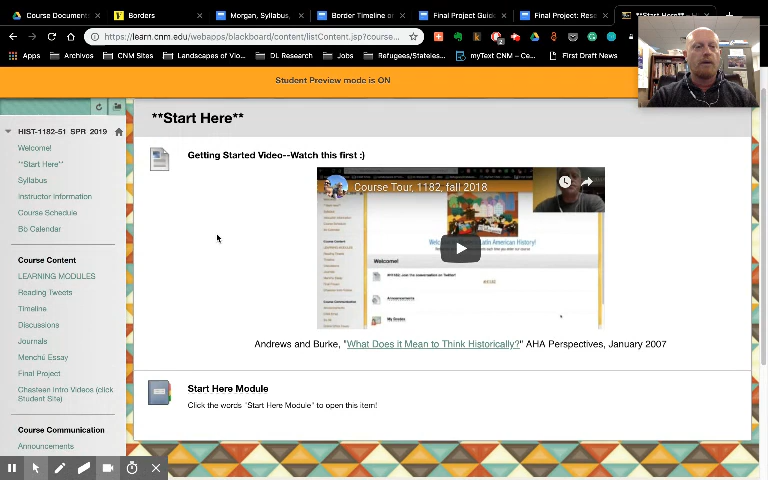 Course Document
Borders
Morgan, Syllabus,
Border Timeline o
Final Project Guid
Final Project: Rese
**Start Here**
https://learn.cnm.edu/webapps/blackboard/content/listContent.jsp?course...
Apps
Archivos
CNM Sites
Landscapes of Vio...
DL Research
Jobs
Refugees/Stateles...
myText CNM – Ce...
First Draft News
Student Preview mode is ON
HIST-1182-51 SPR 2019
Welcome!
**Start Here**
Syllabus
Instructor Information
Course Schedule
Bb Calendar
Course Content
LEARNING MODULES
Reading Tweets
Timeline
Discussions
Journals
Menchú Essay
Final Project
Chasteen Intro Videos (click
Student Site)
Course Communication
Announcements
**Start Here**
Getting Started Video--Watch this first :)
Course Tour, 1182, fall 2018
Latin American History!
Welcome!
Announcements
My Grades
Andrews and Burke, "What Does it Mean to Think Historically?" AHA Perspectives, January 2007
Start Here Module
Click the words "Start Here Module" to open this item!